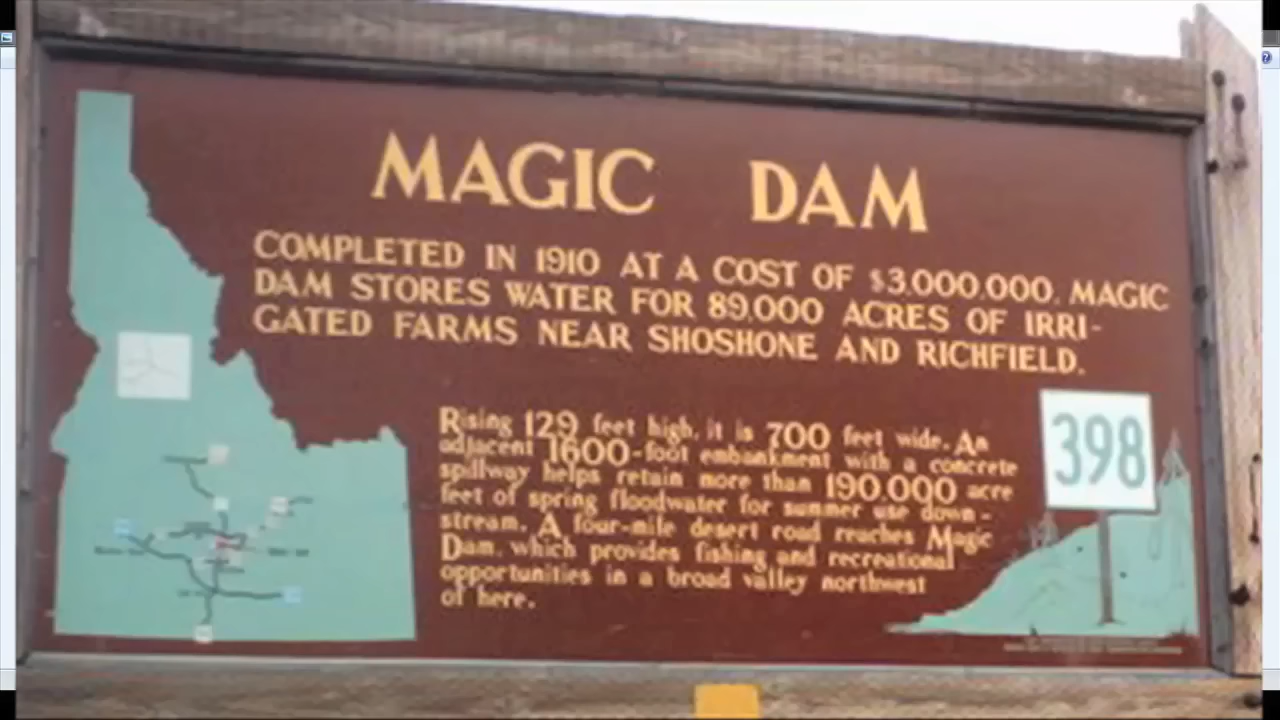 MAGIC DAM
COMPLETED IN 1910 AT A COST OF $3,000,000, MAGIC
DAM STORES WATER FOR 89,000 ACRES OF IRRI-
GATED FARMS NEAR SHOSHONE AND RICHFIELD.
Rising 129 feet high, it is 700 feet wide. An
adjacent 1600-foot embankment with a concrete
spillway helps retain more than 190,000 acre
feet of spring floodwater for summer use down-
stream. A four-mile desert road reaches Magic
Dam, which provides fishing and recreational
opportunities in a broad valley northwest
of here.
398